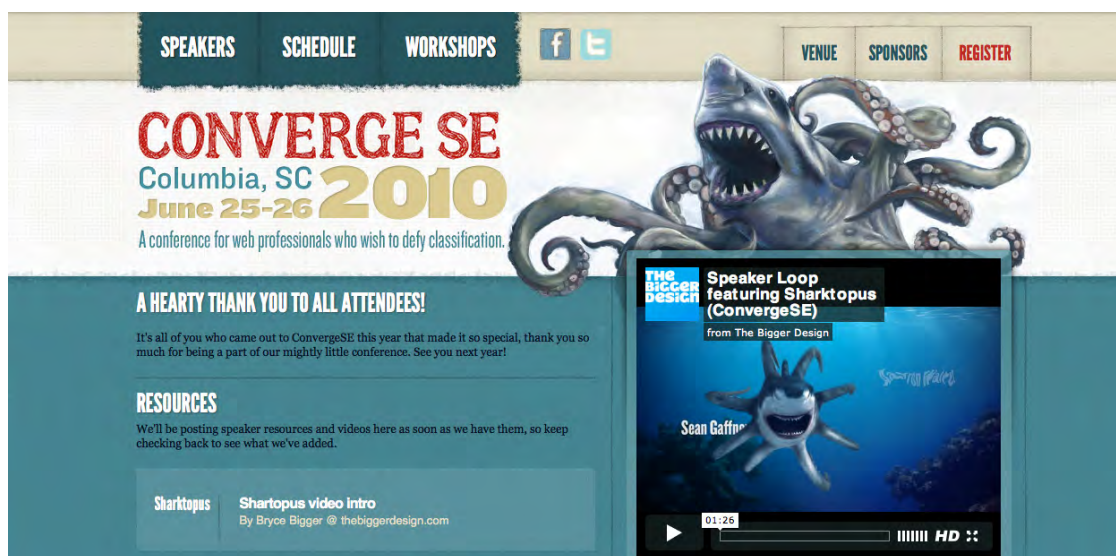 SPEAKERS
SCHEDULE
WORKSHOPS
f
t
VENUE
SPONSORS
REGISTER
CONVERGE SE
Columbia, SC
June 25-26
2010
A conference for web professionals who wish to defy classification.
A HEARTY THANK YOU TO ALL ATTENDEES!
It's all of you who came out to ConvergeSE this year that made it so special, thank you so
much for being a part of our mightly little conference. See you next year!
RESOURCES
We'll be posting speaker resources and videos here as soon as we have them, so keep
checking back to see what we've added.
Sharktopus
Shartopus video intro
By Bryce Bigger @ thebiggerdesign.com
THE
BIGGER
DESIGN
Speaker Loop
featuring Sharktopus
(ConvergeSE)
from The Bigger Design
Sean Gaffne
01:26
HD